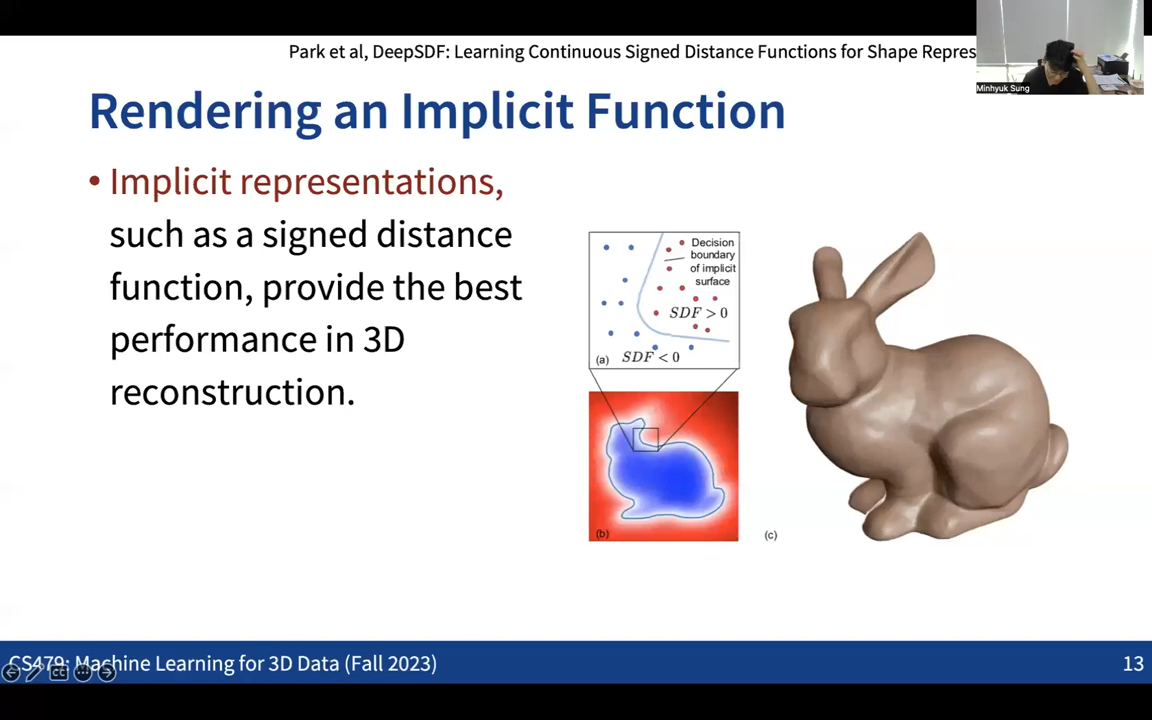 Park et al, DeepSDF: Learning Continuous Signed Distance Functions for Shape Repres
Minhyuk Sung
Rendering an Implicit Function
• Implicit representations,
such as a signed distance
function, provide the best
performance in 3D
reconstruction.
Decision
boundary
of implicit
surface
SDF > 0
(a) SDF < 0
(b)
(c)
CS479: Machine Learning for 3D Data (Fall 2023)
13